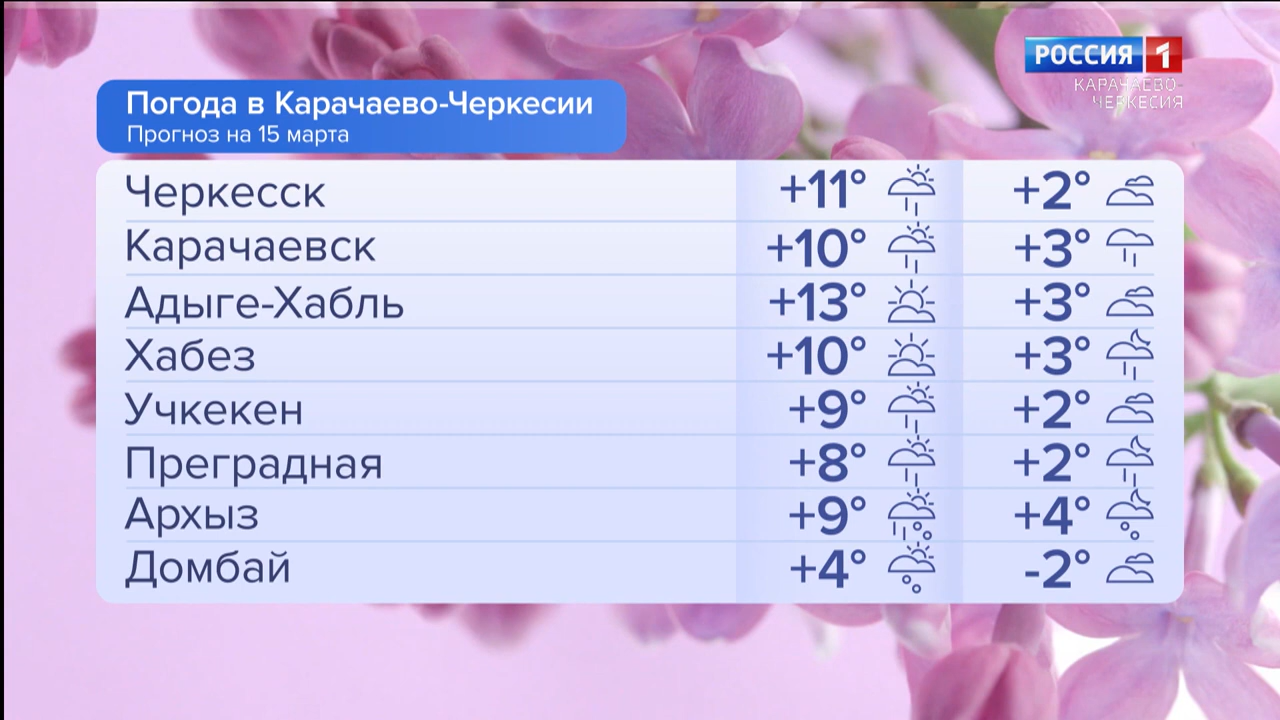 РОССИЯ 1
КАРАЧАЕВО-
ЧЕРКЕСИЯ
Погода в Карачаево-Черкесии
Прогноз на 15 марта
Черкесск +11° +2°
Карачаевск +10° +3°
Адыге-Хабль +13° +3°
Хабез +10° +3°
Учкекен +9° +2°
Преградная +8° +2°
Архыз +9° +4°
Домбай +4° -2°